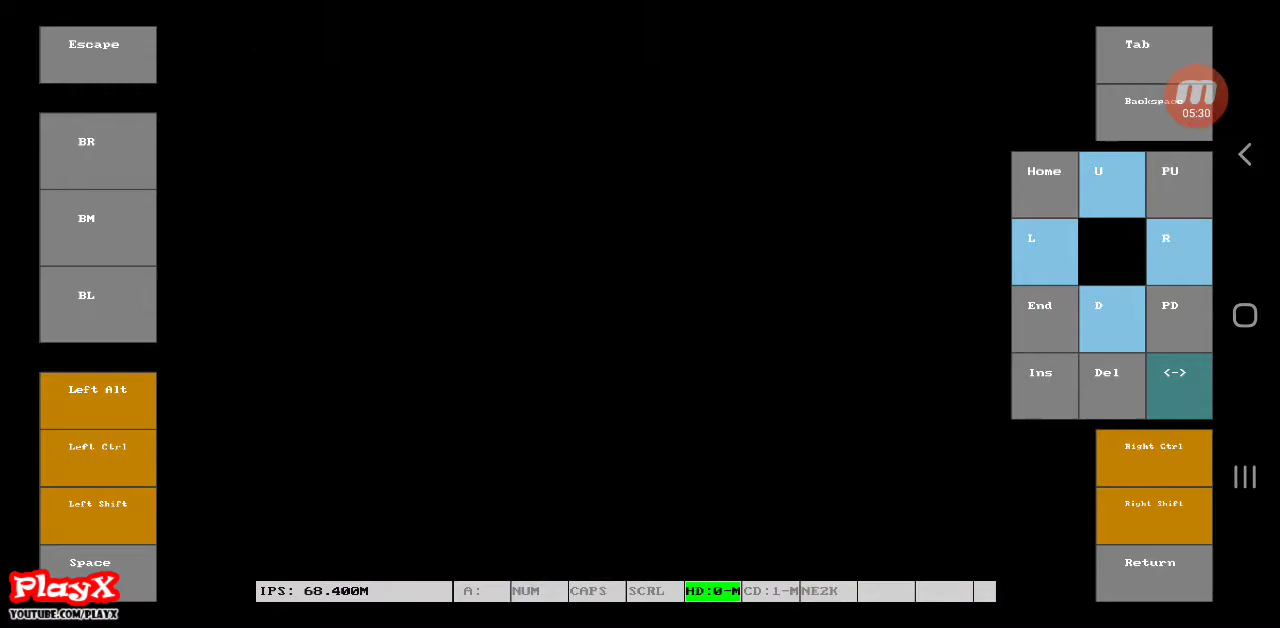 Escape
Tab
Backspace
05:30
BR
BM
BL
Home U PU
L R
End D PD
Ins Del <->
Left Alt
Left Ctrl
Left Shift
Space
Right Ctrl
Right Shift
Return
PlayX
YOUTUBE.COM/PLAYX
IPS: 68.400M A: NUM CAPS SCRL HD:0-M CD:1-M NE2K